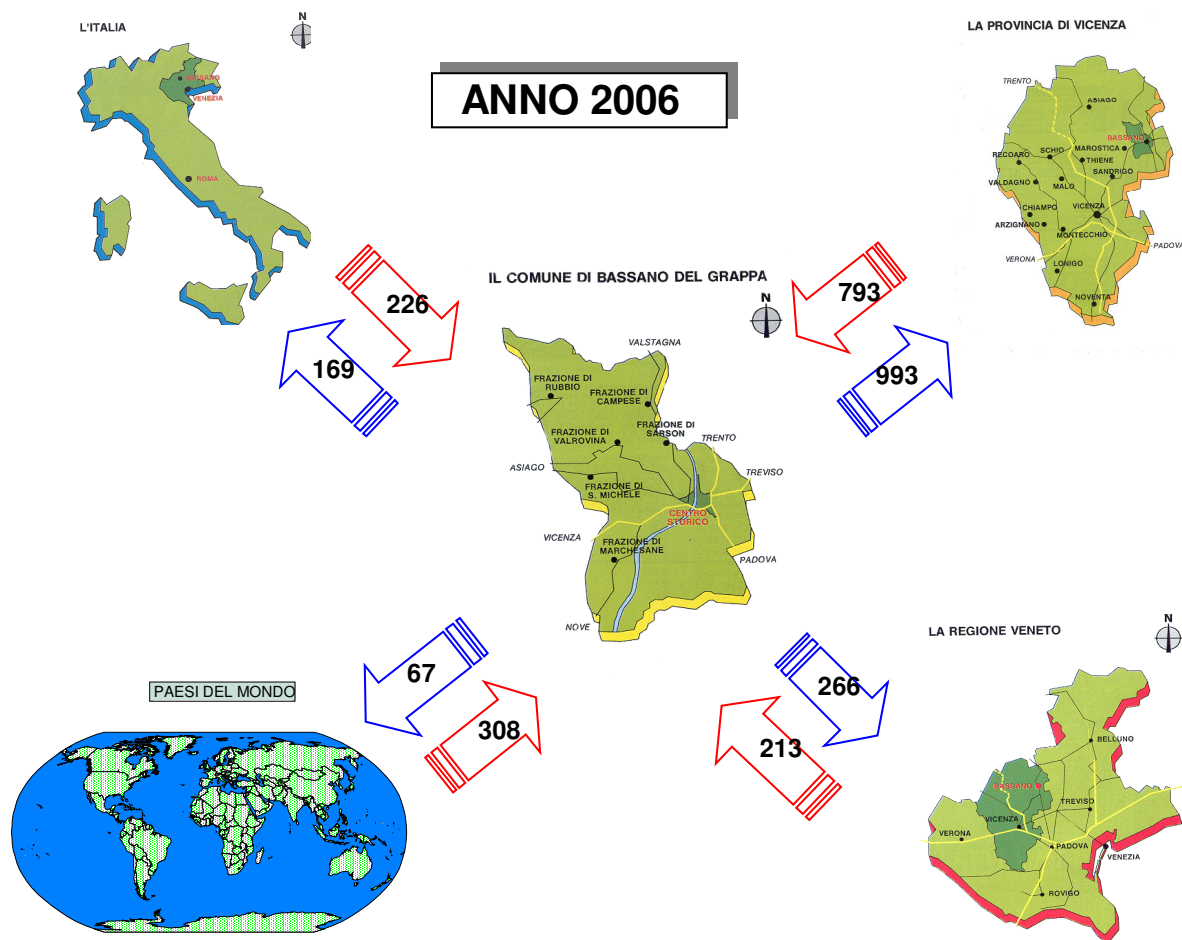 L'ITALIA
N
BASSANO
VENEZIA
ROMA
ANNO 2006
LA PROVINCIA DI VICENZA
TRENTO
ASIAGO
BASSANO
MAROSTICA
SCHIO
THIENE
RECOARO
SANDRIGO
VALDAGNO
MALO
CHIAMPO
VICENZA
ARZIGNANO
MONTECCHIO
PADOVA
VERONA
LONIGO
NOVENTA
226
169
793
993
IL COMUNE DI BASSANO DEL GRAPPA
N
VALSTAGNA
FRAZIONE DI
RUBBIO
FRAZIONE DI
CAMPESE
FRAZIONE DI
VALROVINA
FRAZIONE DI
SARSON
TRENTO
ASIAGO
TREVISO
FRAZIONE DI
S. MICHELE
CENTRO
STORICO
VICENZA
FRAZIONE DI
MARCHESANE
PADOVA
NOVE
67
308
266
213
PAESI DEL MONDO
LA REGIONE VENETO
N
BELLUNO
BASSANO
TREVISO
VICENZA
VERONA
PADOVA
VENEZIA
ROVIGO